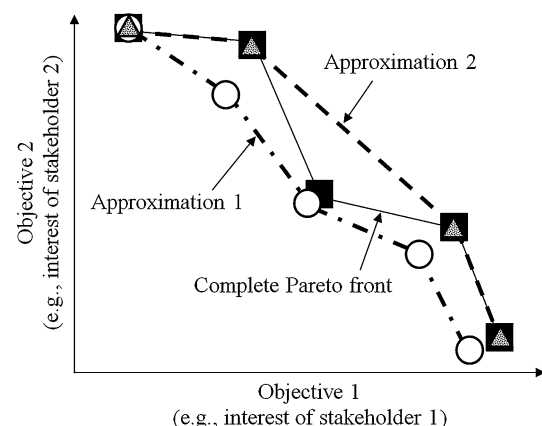 Objective 2
(e.g., interest of stakeholder 2)
Approximation 2
Approximation 1
Complete Pareto front
Objective 1
(e.g., interest of stakeholder 1)